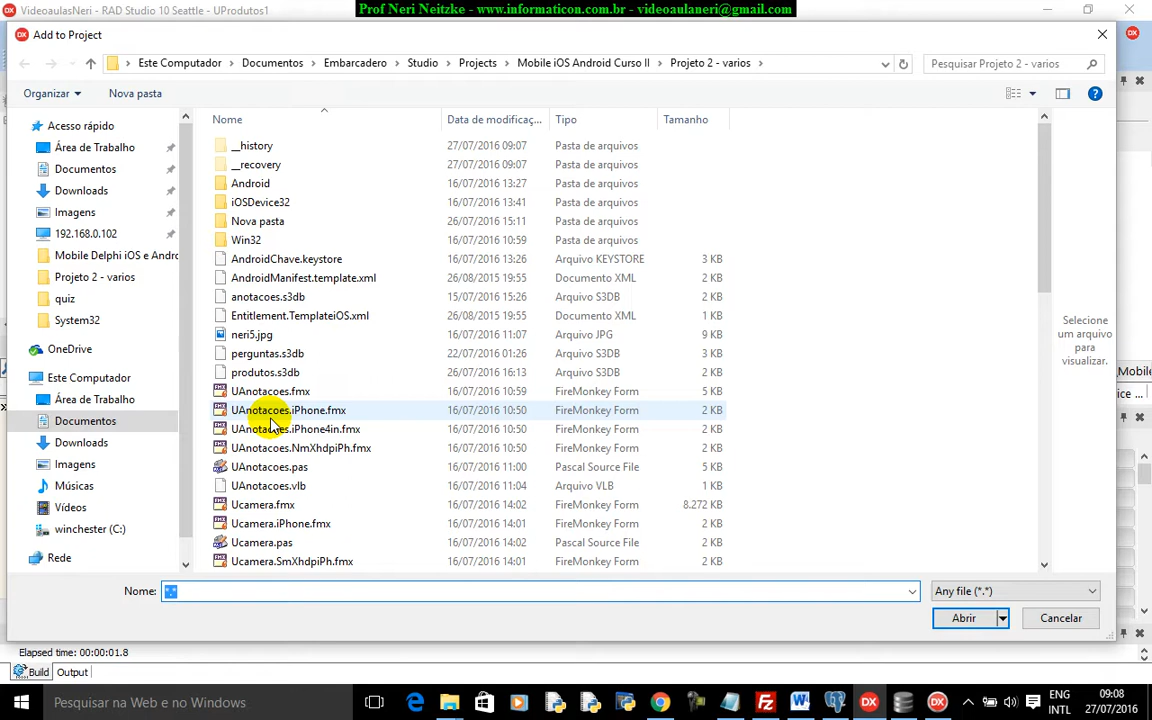 VideoaulasNeri - RAD Studio 10 Seattle - UProdutos1
Prof Neri Neitzke - www.informaticon.com.br - videoaulaneri@gmail.com
Add to Project
Este Computador > Documentos > Embarcadero > Studio > Projects > Mobile iOS Android Curso II > Projeto 2 - varios >
Pesquisar Projeto 2 - varios
Organizar
Nova pasta
Nome
Data de modificaç...
Tipo
Tamanho
Acesso rápido
Área de Trabalho
Documentos
Downloads
Imagens
192.168.0.102
Mobile Delphi iOS e Andro
Projeto 2 - varios
quiz
System32
OneDrive
Este Computador
Área de Trabalho
Documentos
Downloads
Imagens
Músicas
Vídeos
winchester (C:)
Rede
__history 27/07/2016 09:07 Pasta de arquivos
__recovery 27/07/2016 09:07 Pasta de arquivos
Android 16/07/2016 13:27 Pasta de arquivos
iOSDevice32 16/07/2016 13:41 Pasta de arquivos
Nova pasta 26/07/2016 15:11 Pasta de arquivos
Win32 16/07/2016 10:59 Pasta de arquivos
AndroidChave.keystore 16/07/2016 13:26 Arquivo KEYSTORE 3 KB
AndroidManifest.template.xml 26/08/2015 19:55 Documento XML 2 KB
anotacoes.s3db 15/07/2016 15:26 Arquivo S3DB 2 KB
Entitlement.TemplateiOS.xml 26/08/2015 19:55 Documento XML 1 KB
neri5.jpg 16/07/2016 11:07 Arquivo JPG 9 KB
perguntas.s3db 22/07/2016 01:26 Arquivo S3DB 3 KB
produtos.s3db 26/07/2016 16:13 Arquivo S3DB 2 KB
UAnotacoes.fmx 16/07/2016 10:59 FireMonkey Form 5 KB
UAnotacoes.iPhone.fmx 16/07/2016 10:50 FireMonkey Form 2 KB
UAnotacoes.iPhone4in.fmx 16/07/2016 10:50 FireMonkey Form 2 KB
UAnotacoes.NmXhdpiPh.fmx 16/07/2016 10:50 FireMonkey Form 2 KB
UAnotacoes.pas 16/07/2016 11:00 Pascal Source File 5 KB
UAnotacoes.vlb 16/07/2016 11:04 Arquivo VLB 1 KB
Ucamera.fmx 16/07/2016 14:02 FireMonkey Form 8.272 KB
Ucamera.iPhone.fmx 16/07/2016 14:01 FireMonkey Form 2 KB
Ucamera.pas 16/07/2016 14:02 Pascal Source File 2 KB
Ucamera.SmXhdpiPh.fmx 16/07/2016 14:01 FireMonkey Form 2 KB
Selecione
um arquivo
para
visualizar.
\Mobile
ice ...
Nome: *.*
Any file (*.*)
Abrir
Cancelar
Elapsed time: 00:00:01.8
Build
Output
Pesquisar na Web e no Windows
ENG
INTL
09:08
27/07/2016